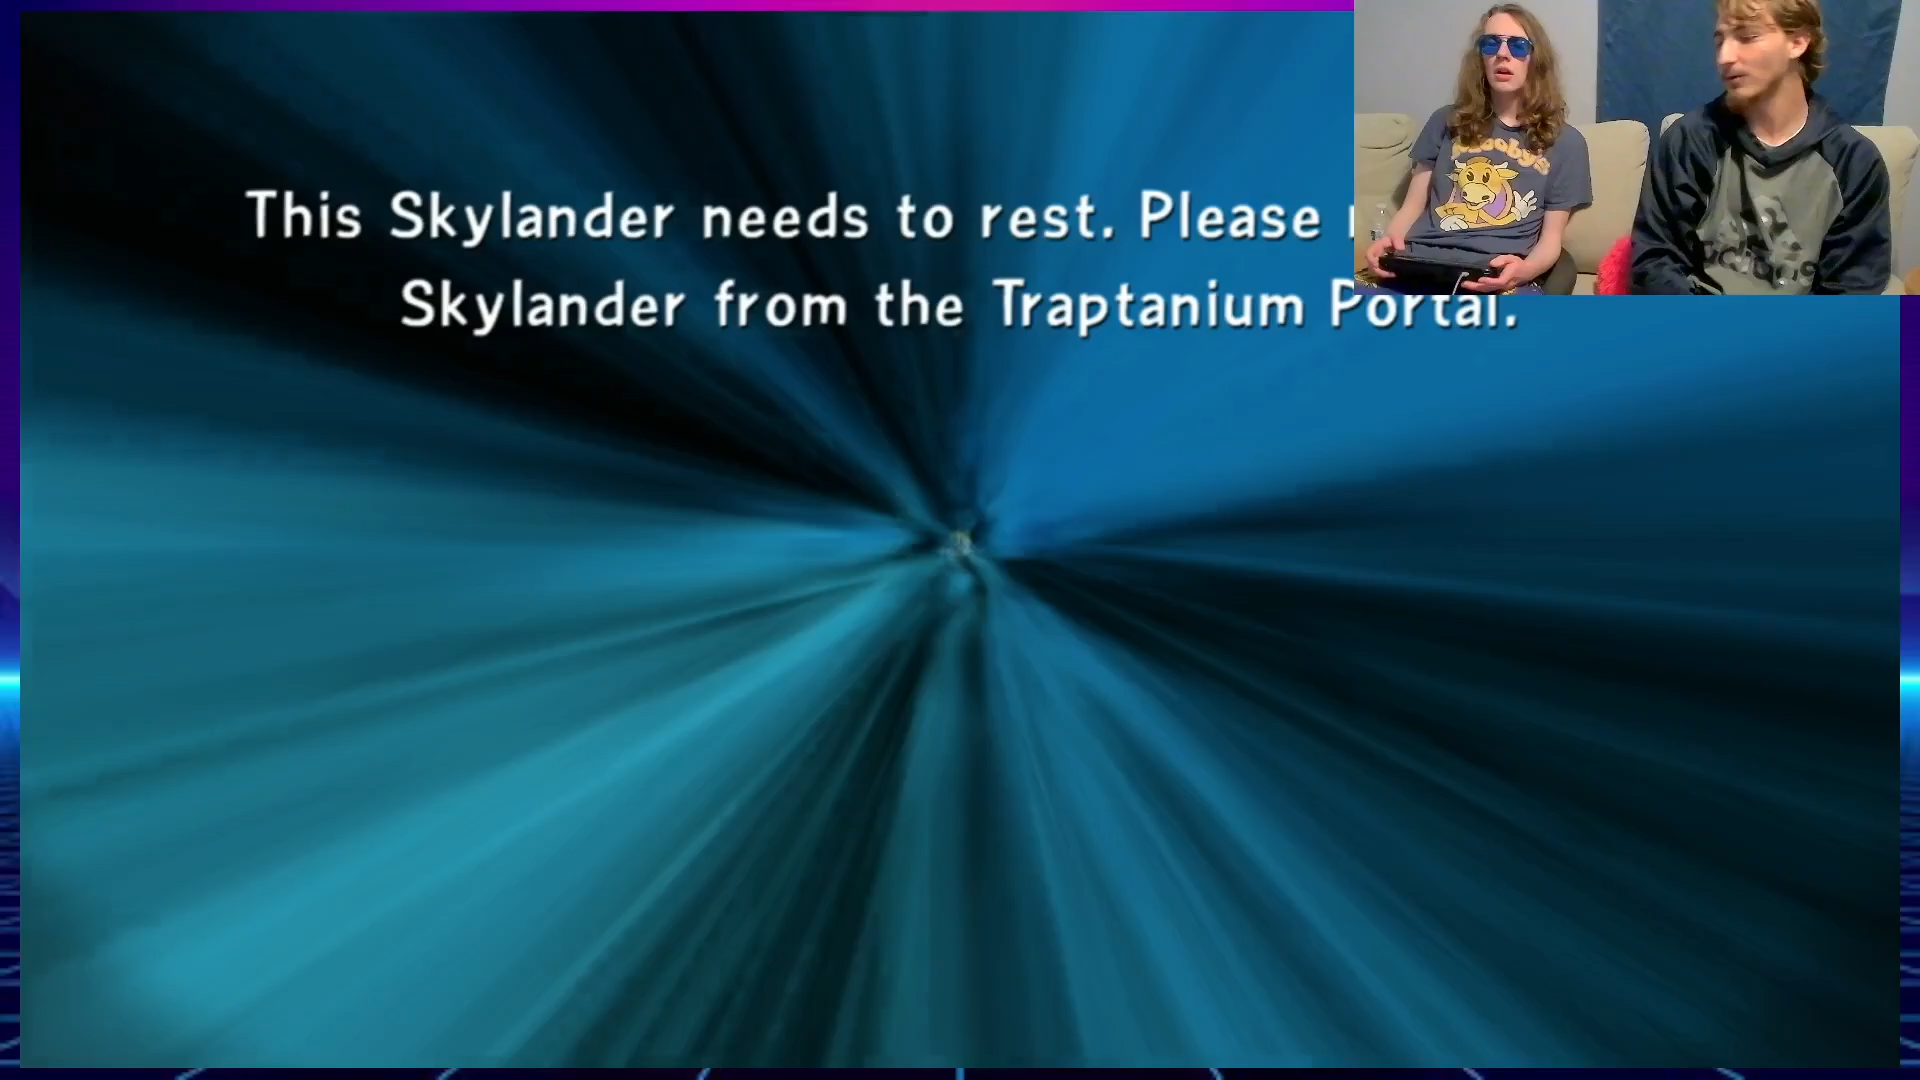 This Skylander needs to rest. Please
Skylander from the Traptanium Portal.